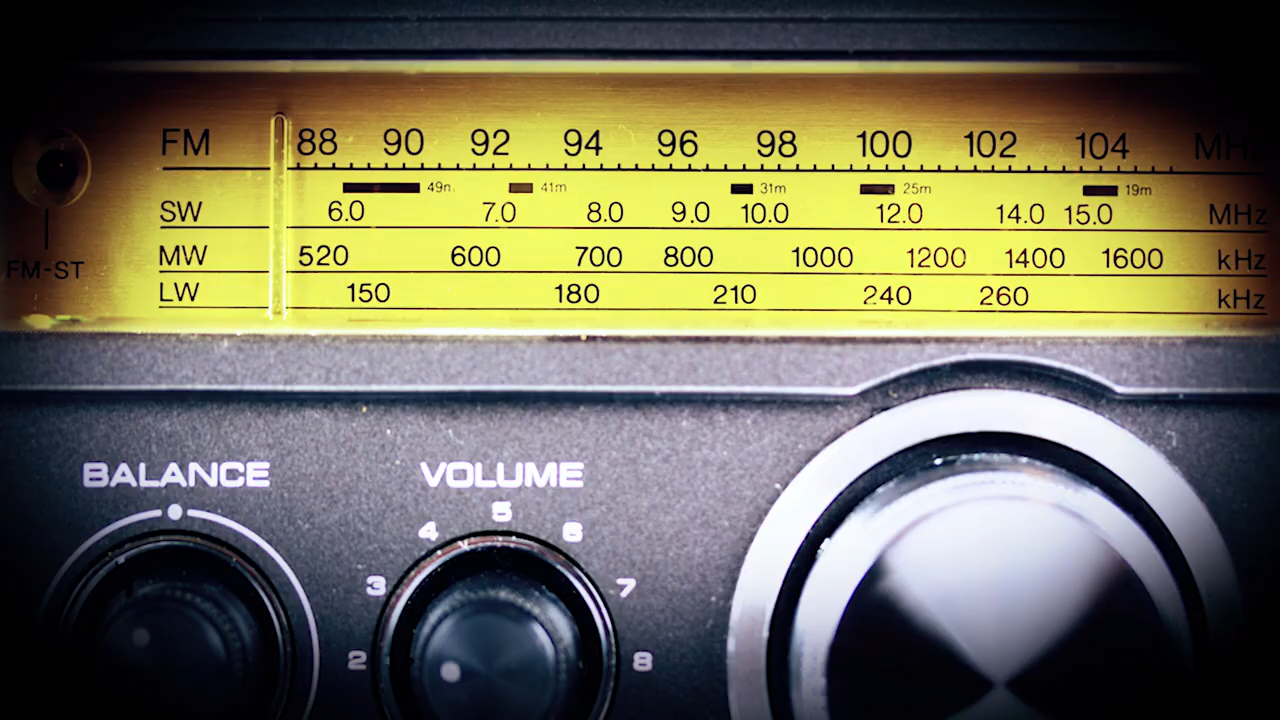 FM 88 90 92 94 96 98 100 102 104 MHz
49m 41m 31m 25m 19m
SW 6.0 7.0 8.0 9.0 10.0 12.0 14.0 15.0 MHz
MW 520 600 700 800 1000 1200 1400 1600 kHz
FM-ST
LW 150 180 210 240 260 kHz
BALANCE VOLUME
2 3 4 5 6 7 8